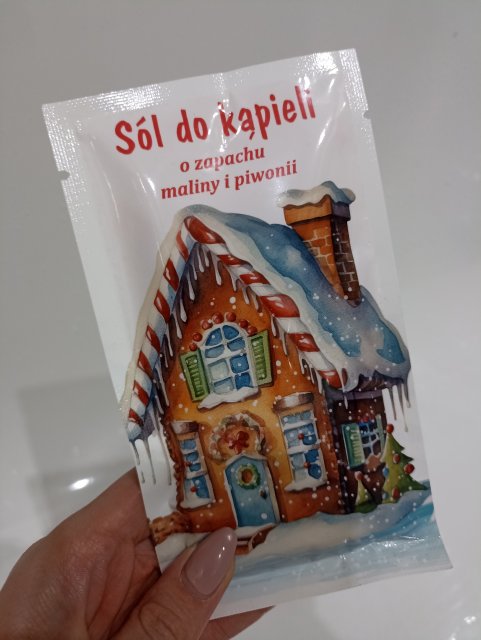 Sól do kąpieli
o zapachu
maliny i piwonii